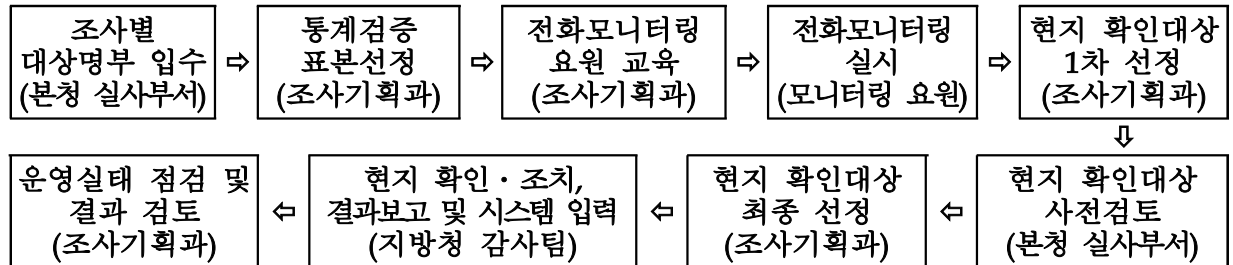 조사별
대상명부 입수
(본청 실사부서)
⇨
통계검증
표본선정
(조사기획과)
⇨
전화모니터링
요원 교육
(조사기획과)
⇨
전화모니터링
실시
(모니터링 요원)
⇨
현지 확인대상
1차 선정
(조사기획과)
⇩
현지 확인대상
사전검토
(본청 실사부서)
⇦
현지 확인대상
최종 선정
(조사기획과)
⇦
현지 확인·조치,
결과보고 및 시스템 입력
(지방청 감사팀)
⇦
운영실태 점검 및
결과 검토
(조사기획과)